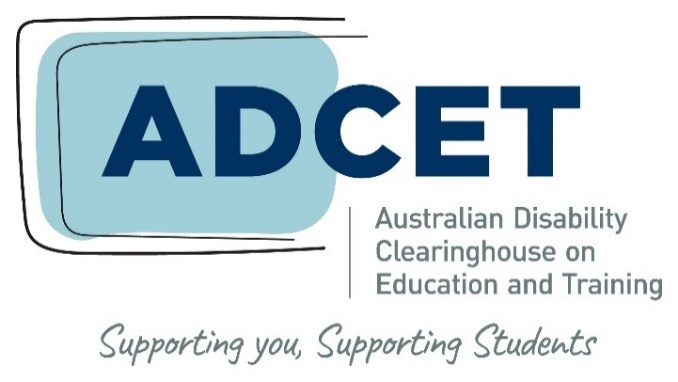 ADCET
Australian Disability
Clearinghouse on
Education and Training
Supporting you, Supporting Students